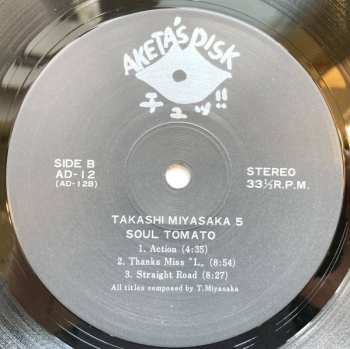 AKETA'S DISK
チュッ!!
SIDE B
AD-12
(AD-12B)
STEREO
33⅓R.P.M.
TAKASHI MIYASAKA 5
SOUL TOMATO
1. Action (4:35)
2. Thanks Miss "L„ (8:54)
3. Straight Road (8:27)
All titles composed by T.Miyasaka